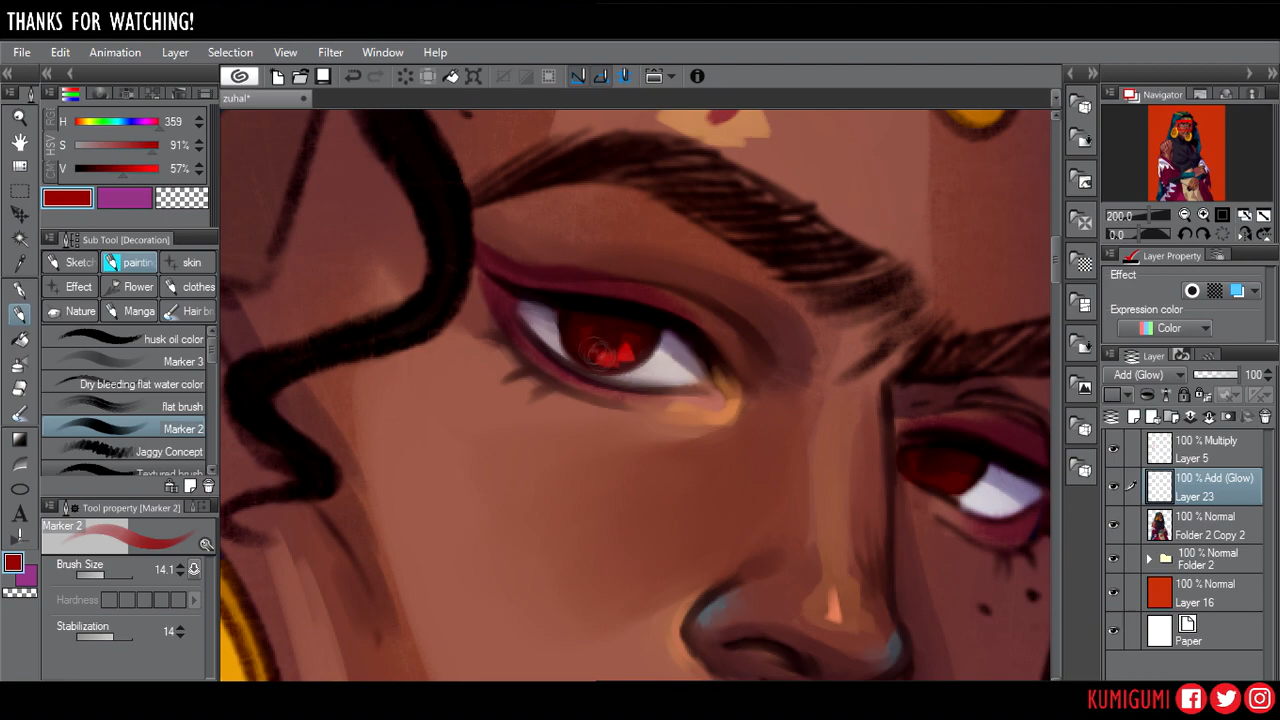 THANKS FOR WATCHING!
File Edit Animation Layer Selection View Filter Window Help
zuhal*
Navigator
H 359
S 91%
V 57%
HSV
200.0
0.0
Sub Tool [Decoration]
Sketch paintin skin
Effect Flower clothes
Nature Manga Hair b
husk oil color
Marker 3
Dry bleeding flat water color
flat brush
Marker 2
Jaggy Concept
Textured brush
Tool property [Marker 2]
Marker 2
Brush Size 14.1
Hardness
Stabilization 14
A
Layer Property
Effect
Expression color
Color
Layer
Add (Glow) 100
100 % Multiply
Layer 5
100 % Add (Glow)
Layer 23
100 % Normal
Folder 2 Copy 2
100 % Normal
Folder 2
100 % Normal
Layer 16
Paper
KUMIGUMI